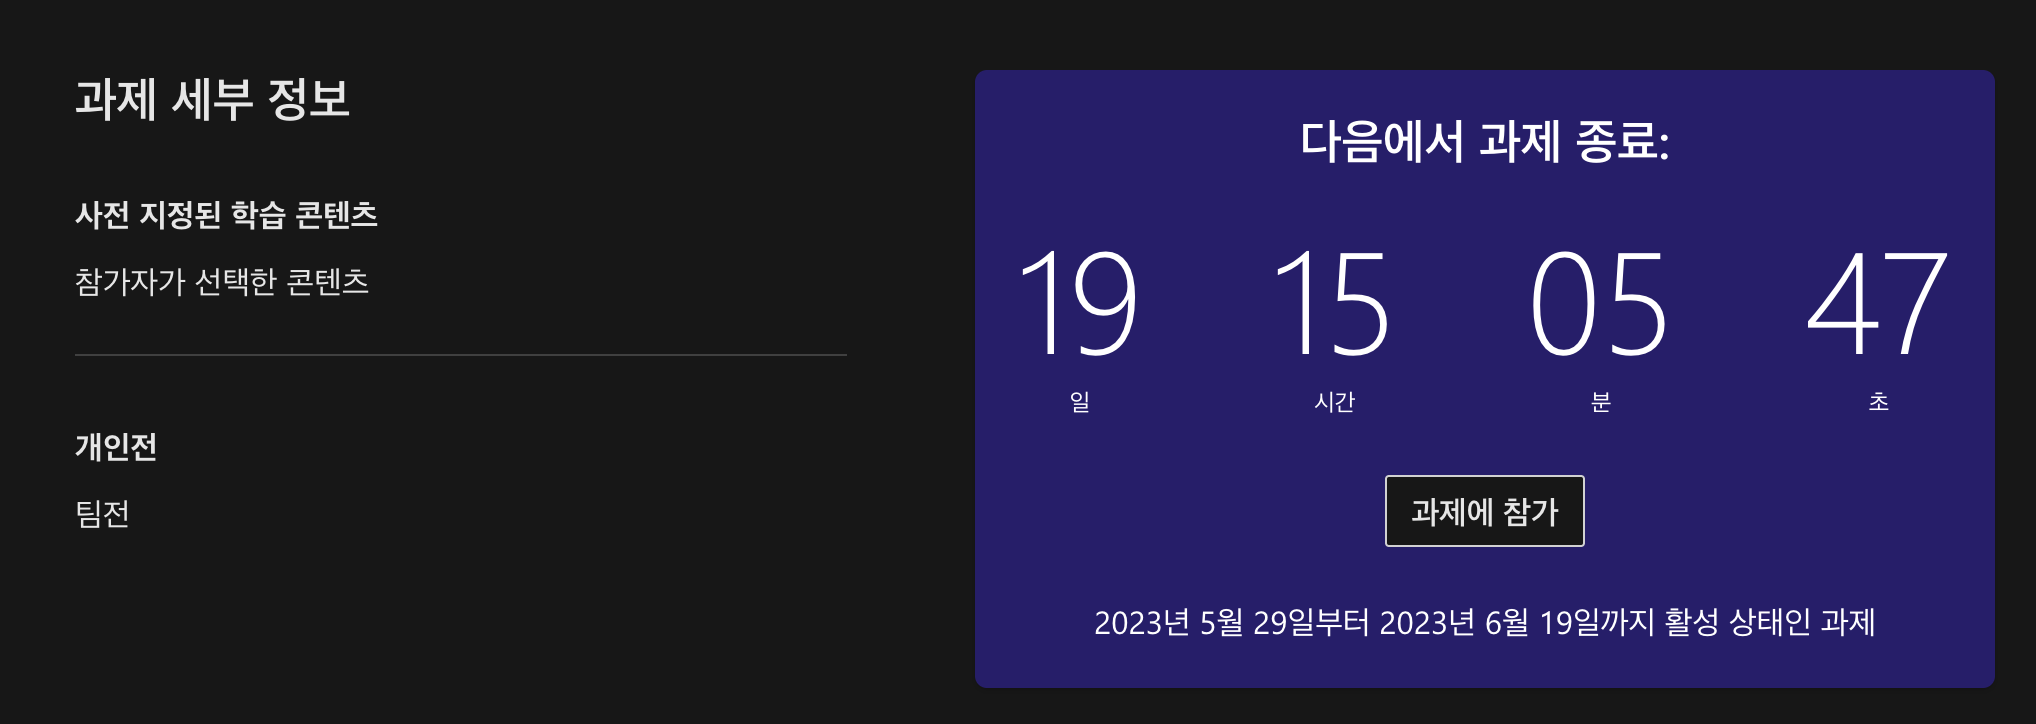 과제 세부 정보
사전 지정된 학습 콘텐츠
참가자가 선택한 콘텐츠
개인전
팀전
다음에서 과제 종료:
19 15 05 47
일 시간 분 초
과제에 참가
2023년 5월 29일부터 2023년 6월 19일까지 활성 상태인 과제